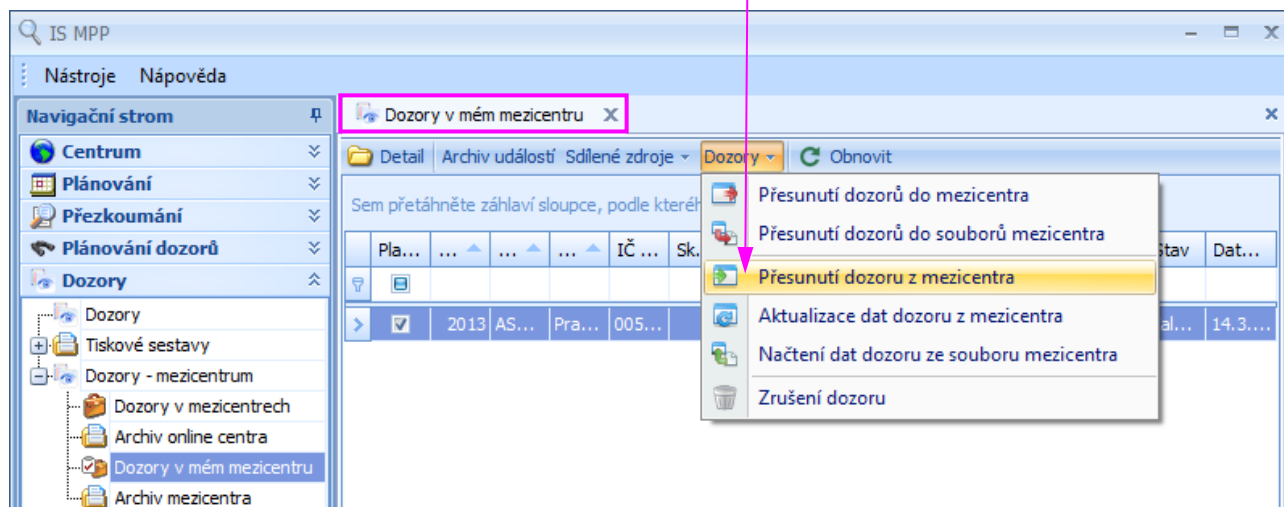 IS MPP
Nástroje Nápověda
Navigační strom
Centrum
Plánování
Přezkoumání
Plánování dozorů
Dozory
Dozory
Tiskové sestavy
Dozory - mezicentrum
Dozory v mezicentrech
Archiv online centra
Dozory v mém mezicentru
Archiv mezicentra
Dozory v mém mezicentru
Detail Archiv událostí Sdílené zdroje Dozory Obnovit
Sem přetáhněte záhlaví sloupce, podle
Pla... ... ... ... IČ ... Sk. Stav Dat...
2013 AS... Pra... 005... al... 14.3....
Přesunutí dozorů do mezicentra
Přesunutí dozorů do souborů mezicentra
Přesunutí dozoru z mezicentra
Aktualizace dat dozoru z mezicentra
Načtení dat dozoru ze souboru mezicentra
Zrušení dozoru